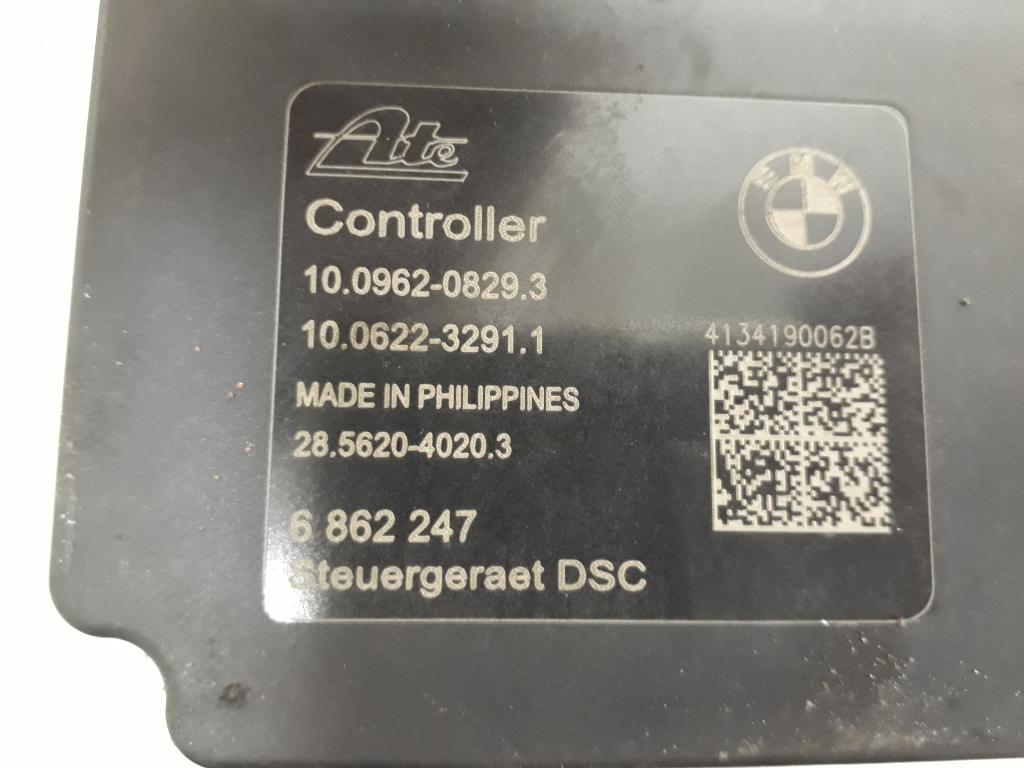 Ate
BMW
Controller
10.0962-0829.3
10.0622-3291.1
4134190062B
MADE IN PHILIPPINES
28.5620-4020.3
6 862 247
Steuergeraet DSC